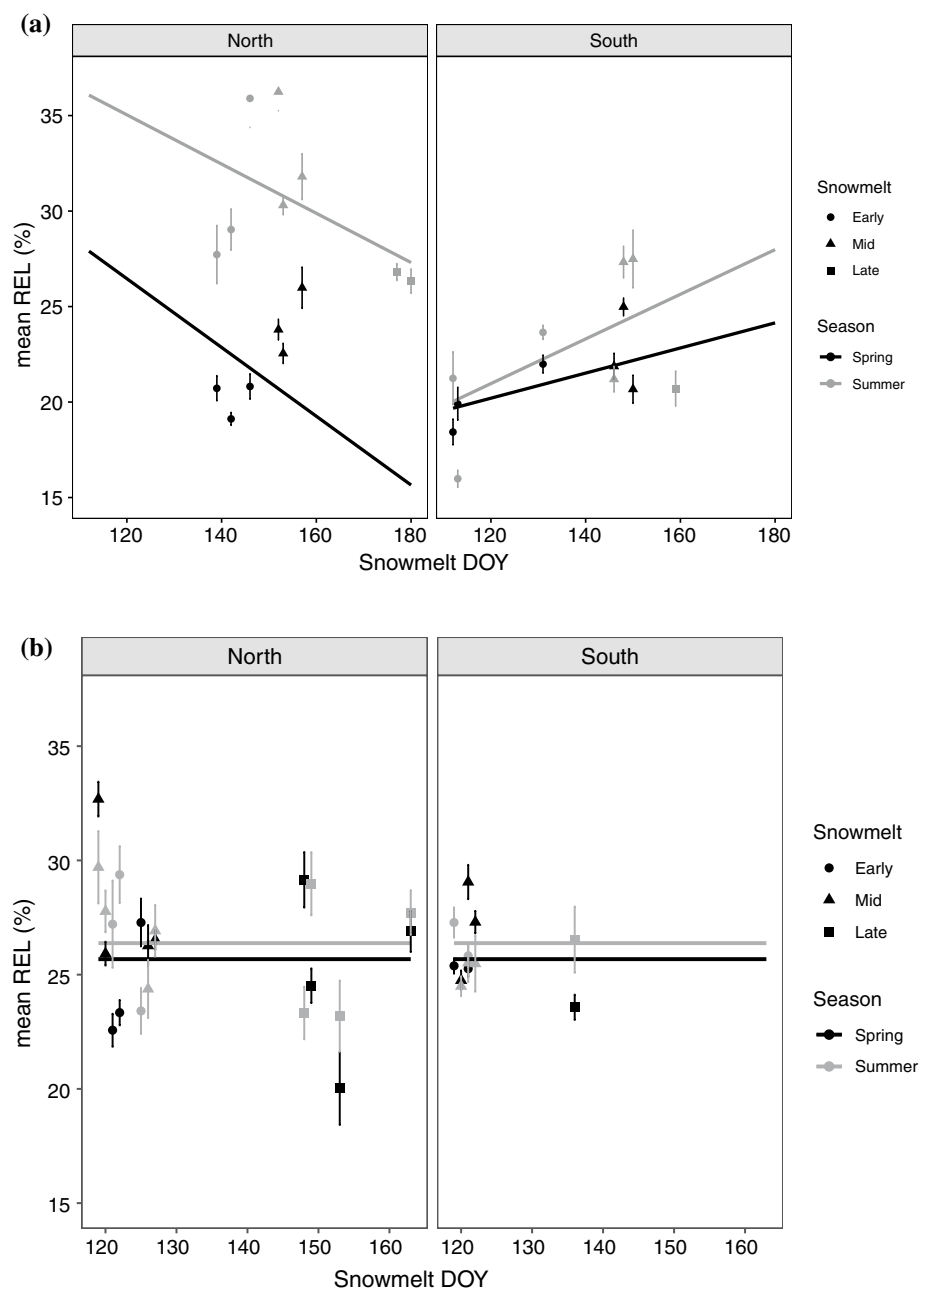 (a)
North
South
mean REL (%)
35
30
25
20
15
120 140 160 180
120 140 160 180
Snowmelt DOY
Snowmelt
Early
Mid
Late
Season
Spring
Summer
(b)
North
South
mean REL (%)
35
30
25
20
15
120 130 140 150 160
120 130 140 150 160
Snowmelt DOY
Snowmelt
Early
Mid
Late
Season
Spring
Summer